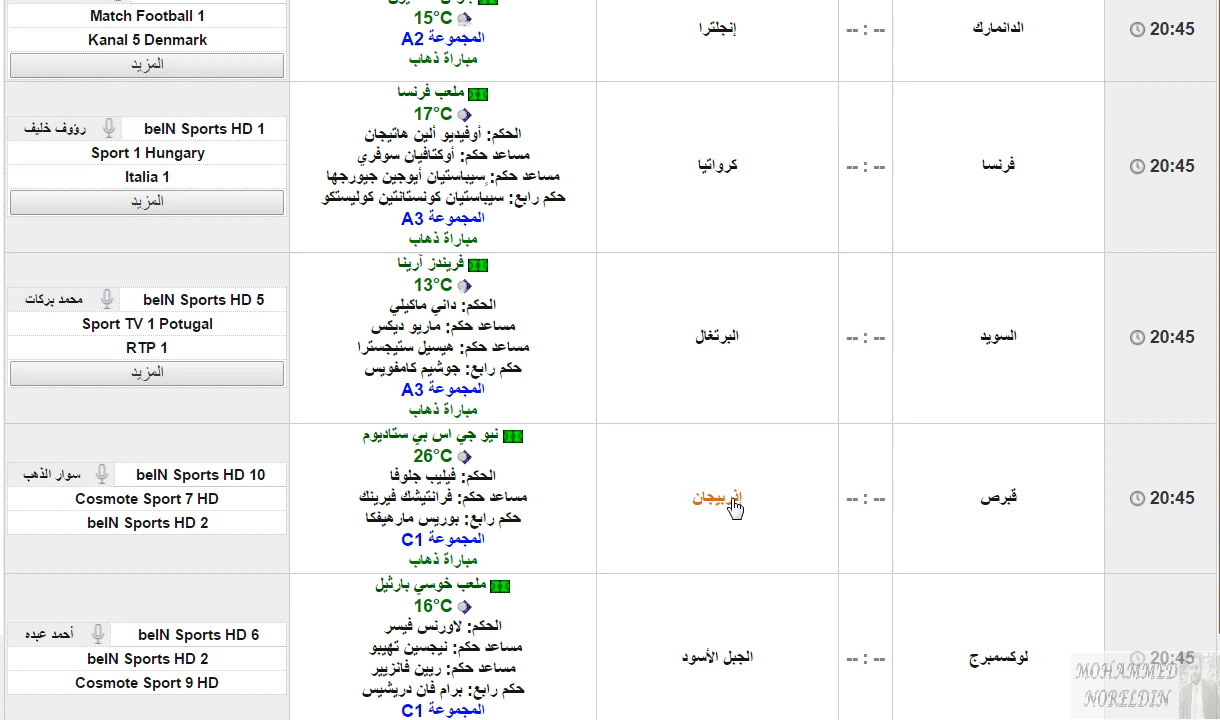 20:45
الدانمارك
-- : --
إنجلترا
15°C
المجموعة A2
مباراة ذهاب
Match Football 1
Kanal 5 Denmark
المزيد
20:45
فرنسا
-- : --
كرواتيا
ملعب فرنسا
17°C
الحكم: أوفيديو ألين هاتيجان
مساعد حكم: أوكتافيان سوفري
مساعد حكم: سيباستيان أيوجين جيورجها
حكم رابع: سيباستيان كونستانتين كوليستكو
المجموعة A3
مباراة ذهاب
beIN Sports HD 1
رؤوف خليف
Sport 1 Hungary
Italia 1
المزيد
20:45
السويد
-- : --
البرتغال
فريندز آرينا
13°C
الحكم: داني ماكيلي
مساعد حكم: ماريو ديكس
مساعد حكم: هيسيل ستيجسترا
حكم رابع: جوشيم كامفويس
المجموعة A3
مباراة ذهاب
beIN Sports HD 5
محمد بركات
Sport TV 1 Potugal
RTP 1
المزيد
20:45
قبرص
-- : --
اذربيجان
نيو جي اس بي ستاديوم
26°C
الحكم: فيليب جلوفا
مساعد حكم: فرانتيشك فيرينك
حكم رابع: بوريس مارهيفكا
المجموعة C1
مباراة ذهاب
beIN Sports HD 10
سوار الذهب
Cosmote Sport 7 HD
beIN Sports HD 2
20:45
لوكسمبرج
-- : --
الجبل الأسود
ملعب خوسي بارثيل
16°C
الحكم: لاورنس فيسر
مساعد حكم: نيجسين تهيبو
مساعد حكم: ريين فانزيير
حكم رابع: برام فان دريشيس
المجموعة C1
beIN Sports HD 6
أحمد عبده
beIN Sports HD 2
Cosmote Sport 9 HD
MOHAMMED
NORELDIN